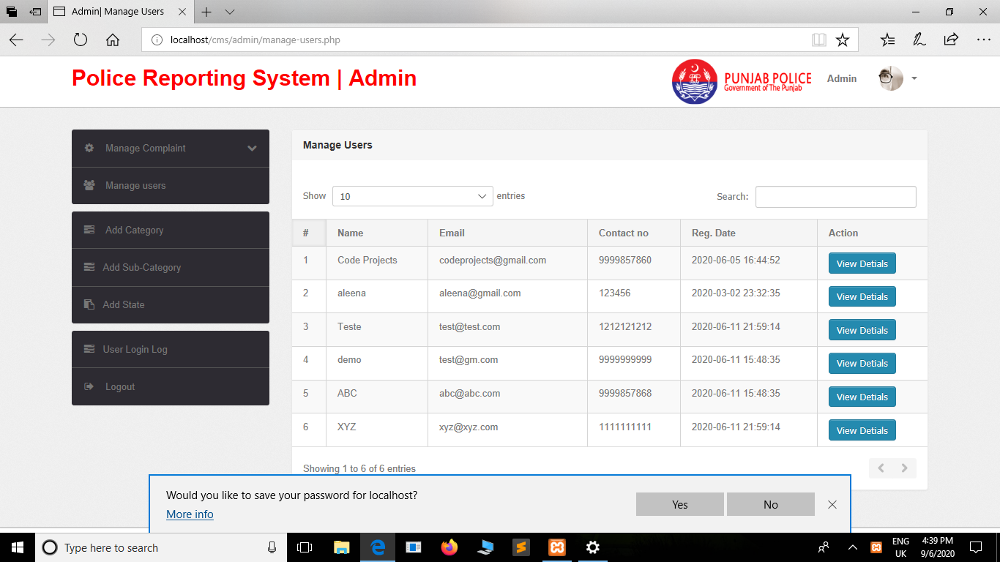 Admin| Manage Users
localhost/cms/admin/manage-users.php
Police Reporting System | Admin
PUNJAB POLICE
Government of The Punjab
Admin
Manage Complaint
Manage users
Add Category
Add Sub-Category
Add State
User Login Log
Logout
Manage Users
Show 10 entries Search:
# Name Email Contact no Reg. Date Action
1 Code Projects codeprojects@gmail.com 9999857860 2020-06-05 16:44:52 View Detials
2 aleena aleena@gmail.com 123456 2020-03-02 23:32:35 View Detials
3 Teste test@test.com 1212121212 2020-06-11 21:59:14 View Detials
4 demo test@gm.com 9999999999 2020-06-11 15:48:35 View Detials
5 ABC abc@abc.com 9999857868 2020-06-11 15:48:35 View Detials
6 XYZ xyz@xyz.com 1111111111 2020-06-11 21:59:14 View Detials
Showing 1 to 6 of 6 entries
Would you like to save your password for localhost?
More info
Yes No
Type here to search
ENG
UK
4:39 PM
9/6/2020